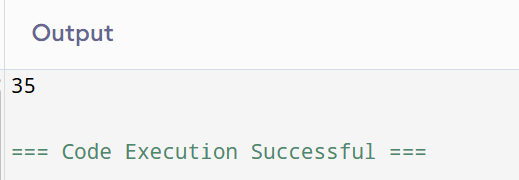 Output
35
=== Code Execution Successful ===